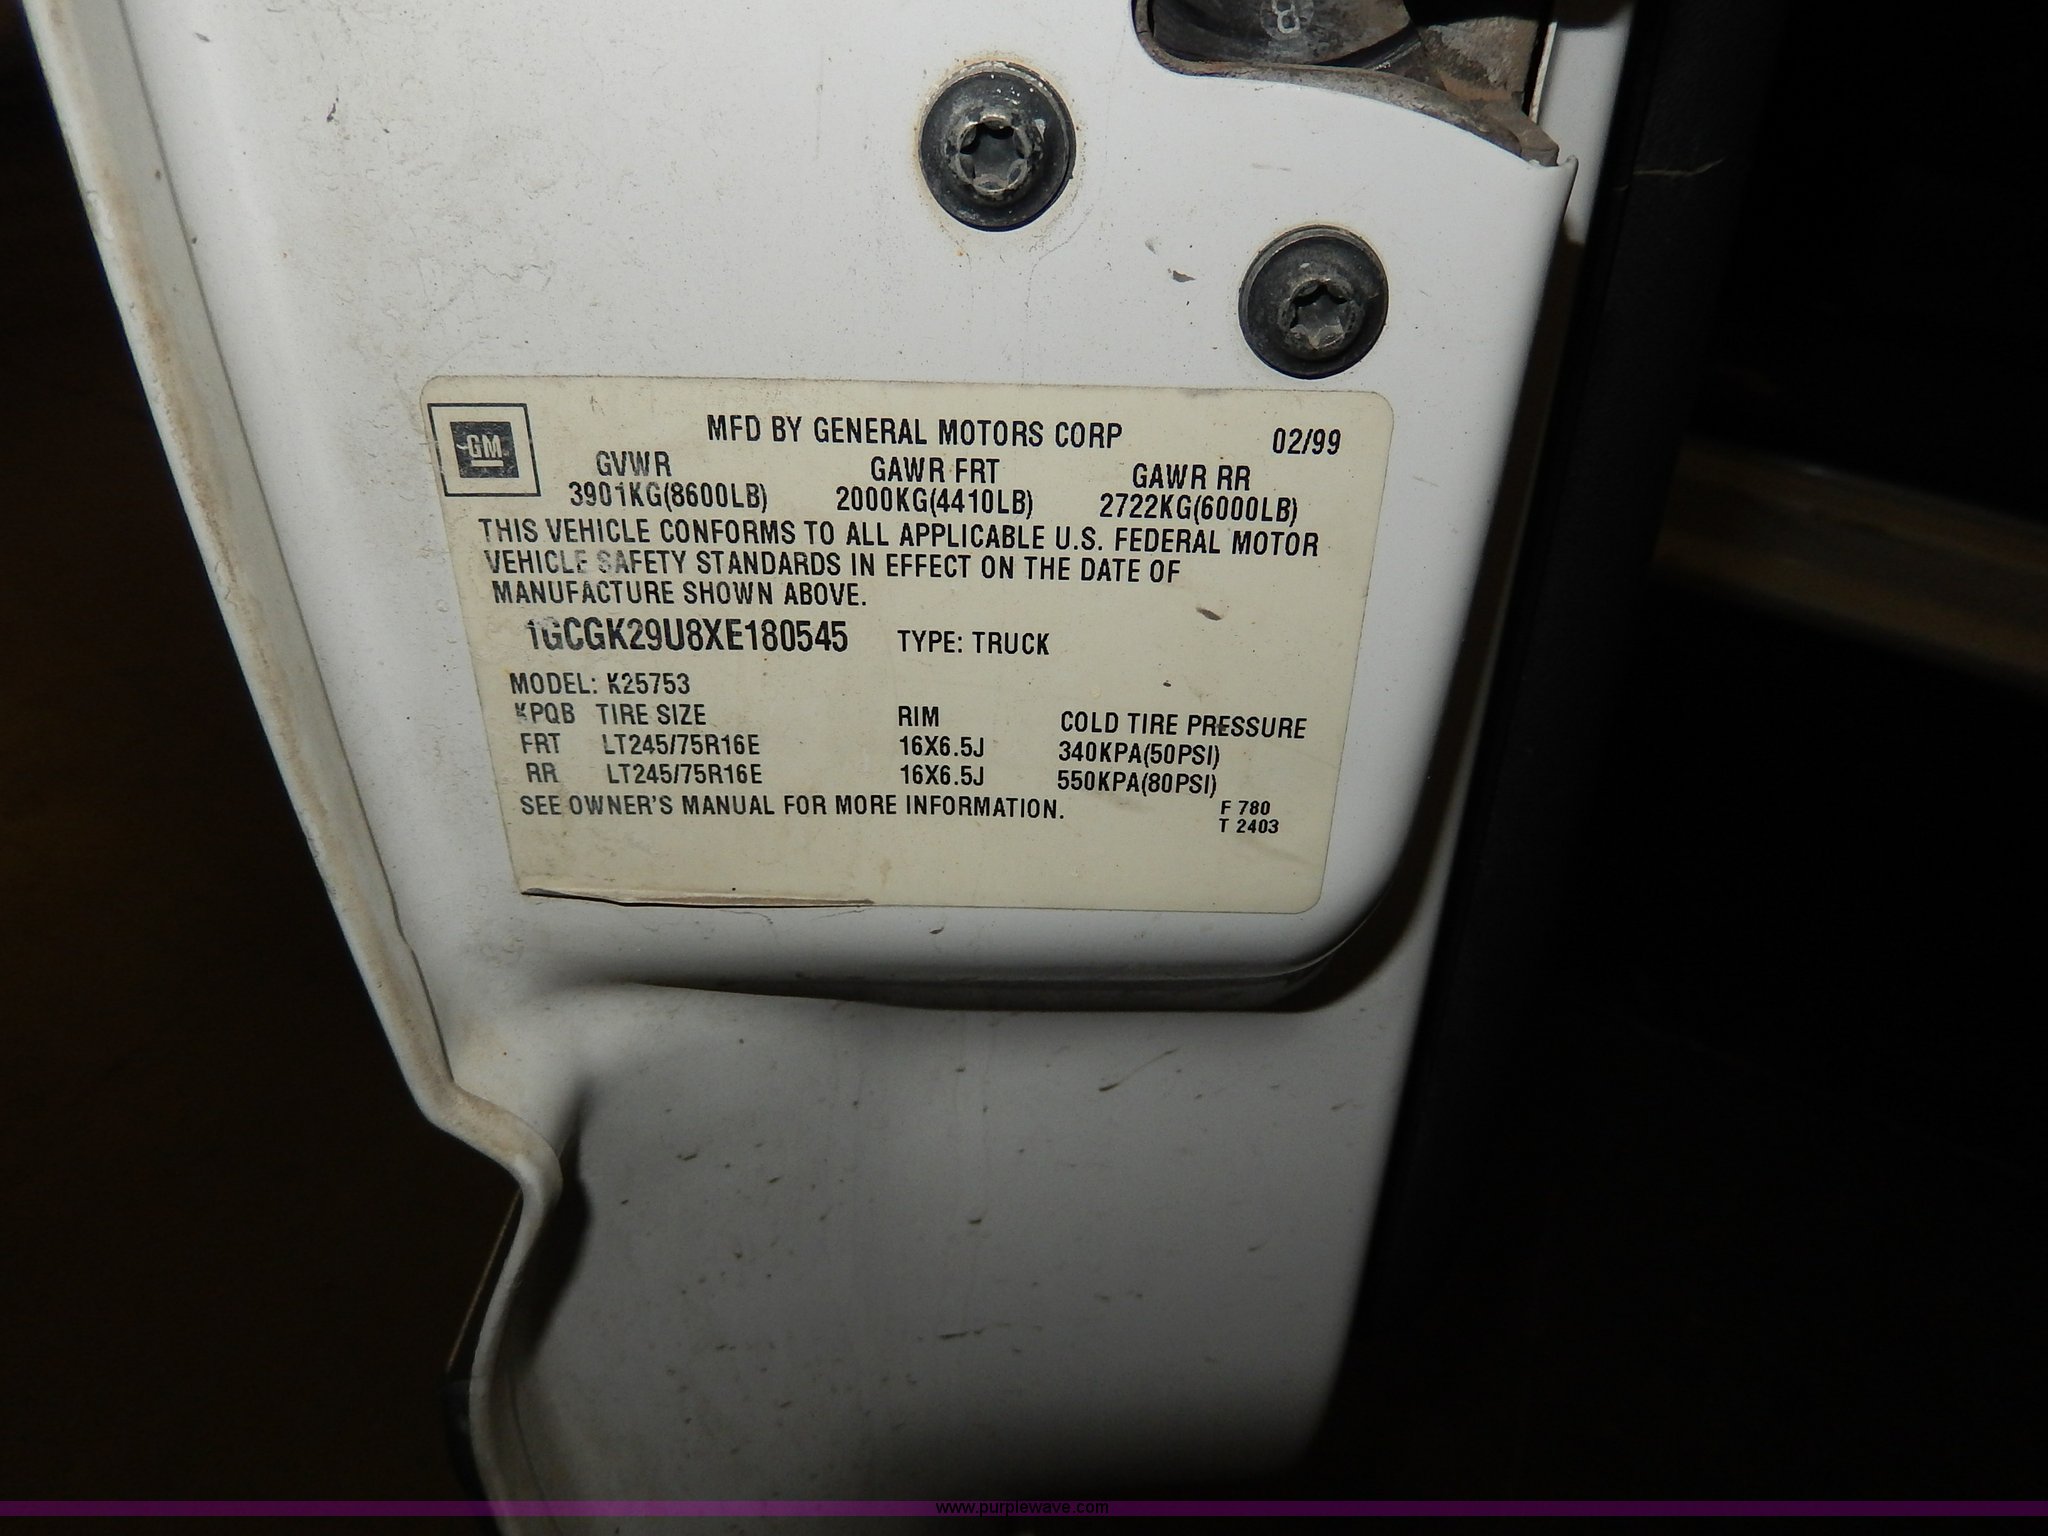 8
GM
MFD BY GENERAL MOTORS CORP 02/99
GVWR GAWR FRT GAWR RR
3901KG(8600LB) 2000KG(4410LB) 2722KG(6000LB)
THIS VEHICLE CONFORMS TO ALL APPLICABLE U.S. FEDERAL MOTOR
VEHICLE SAFETY STANDARDS IN EFFECT ON THE DATE OF
MANUFACTURE SHOWN ABOVE.
1GCGK29U8XE180545 TYPE: TRUCK
MODEL: K25753
KPQB TIRE SIZE RIM COLD TIRE PRESSURE
FRT LT245/75R16E 16X6.5J 340KPA(50PSI)
RR LT245/75R16E 16X6.5J 550KPA(80PSI)
SEE OWNER'S MANUAL FOR MORE INFORMATION. F 780
T 2403
www.purplewave.com